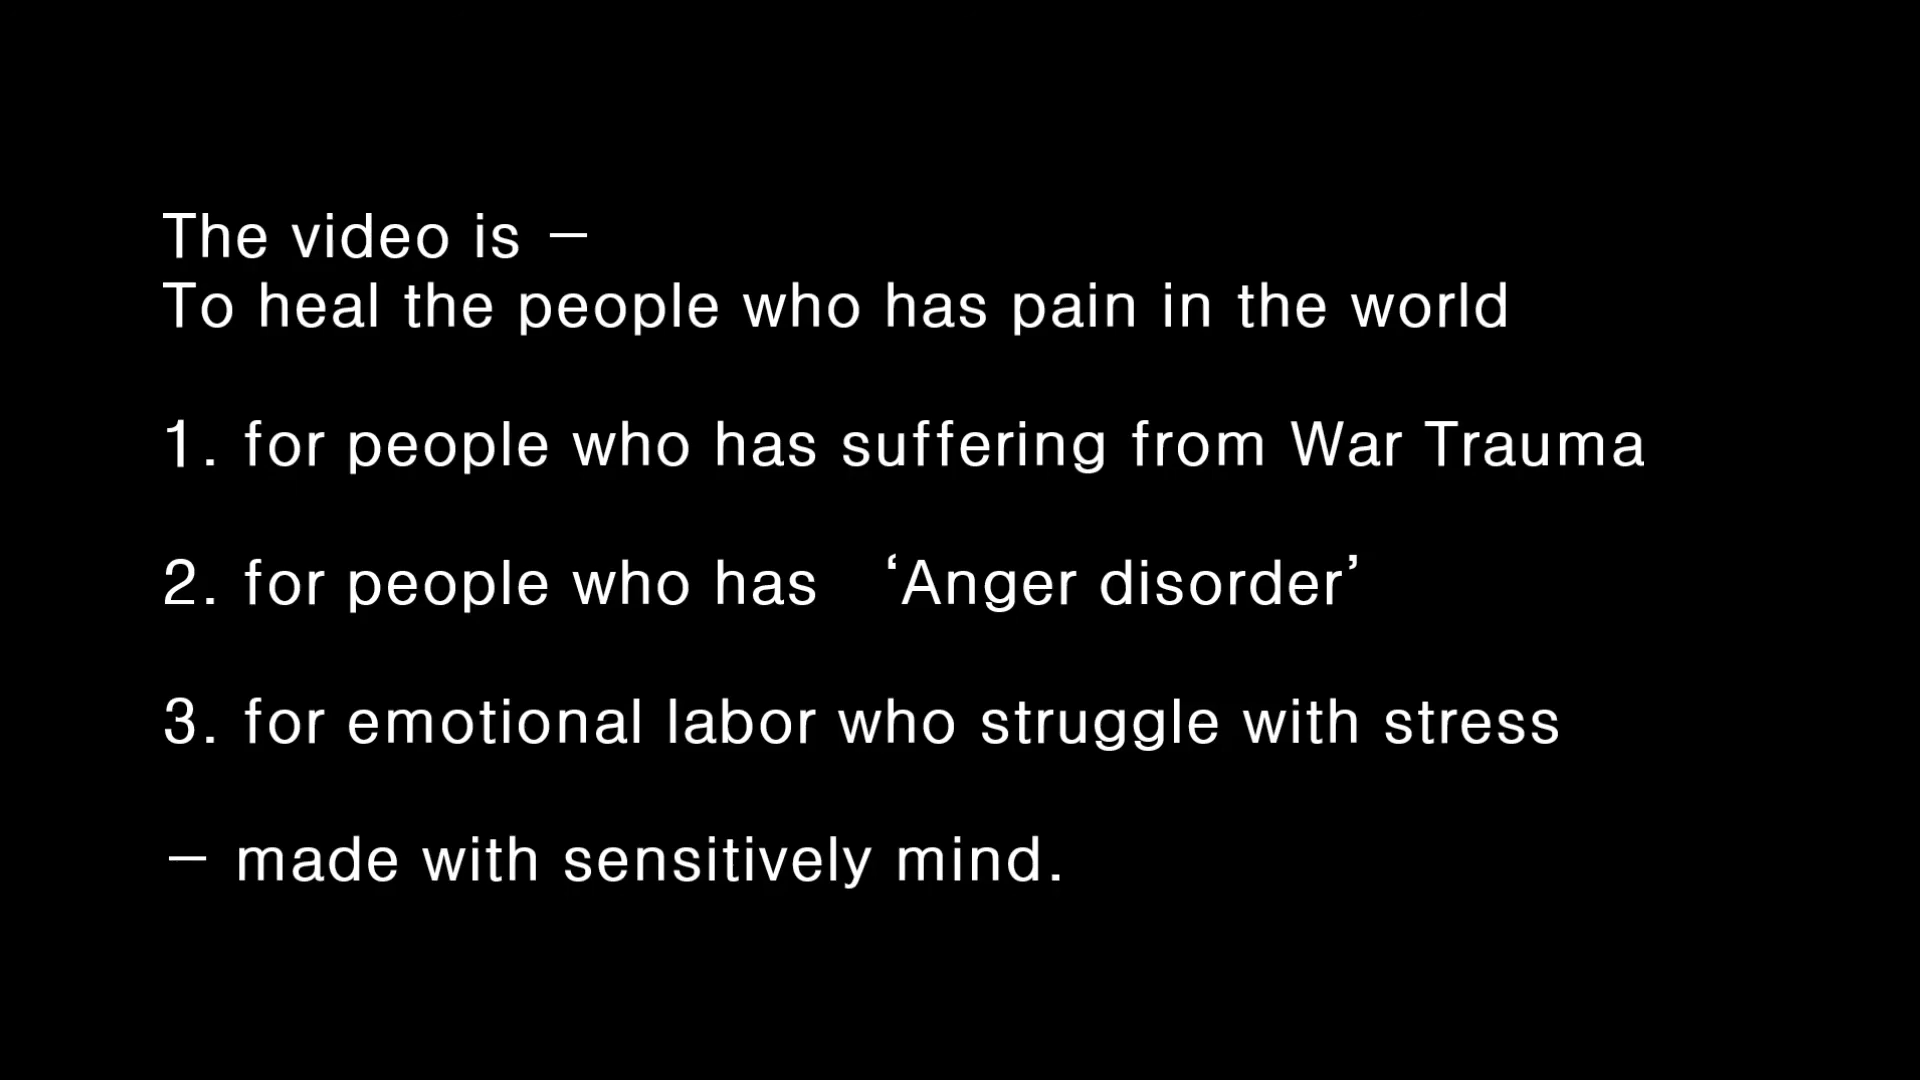 The video is –
To heal the people who has pain in the world
1. for people who has suffering from War Trauma
2. for people who has ‘Anger disorder’
3. for emotional labor who struggle with stress
– made with sensitively mind.